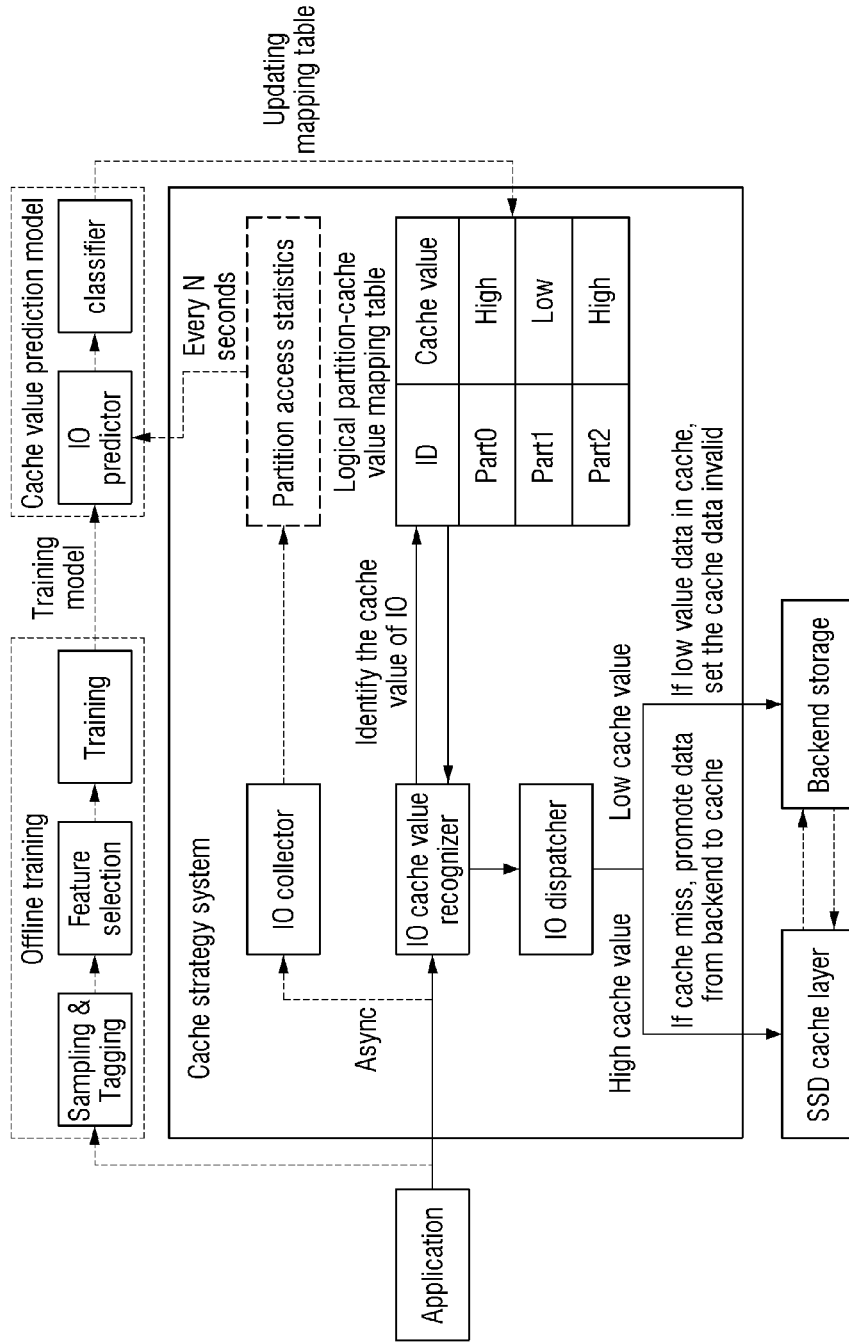 Offline training
Sampling &
Tagging
Feature
selection
Training
Training
model
Cache value prediction model
IO
predictor
classifier
Updating
mapping table
Cache strategy system
Application
Async
IO collector
Partition access statistics
Every N
seconds
IO cache value
recognizer
Identify the cache
value of IO
Logical partition-cache
value mapping table
ID
Cache value
Part0
High
Part1
Low
Part2
High
IO dispatcher
High cache value
Low cache value
If cache miss, promote data
from backend to cache
If low value data in cache,
set the cache data invalid
SSD cache layer
Backend storage